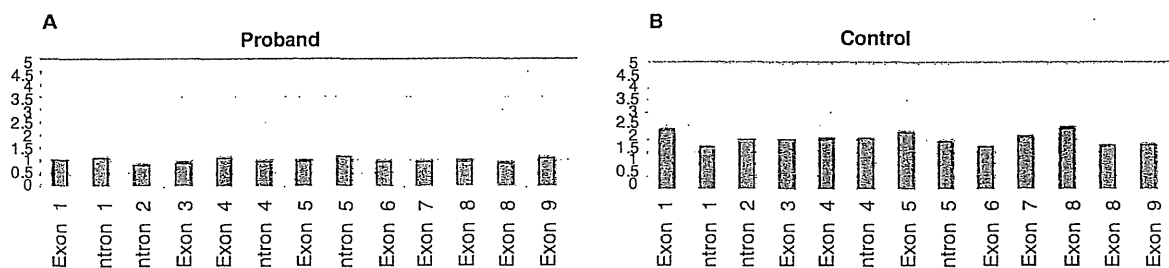 A
Proband
5
4.5
4
3.5
3
2.5
2
1.5
1
0.5
0
Exon 1
ntron 1
ntron 2
Exon 3
Exon 4
ntron 4
Exon 5
ntron 5
Exon 6
Exon 7
Exon 8
ntron 8
Exon 9
B
Control
5
4.5
4
3.5
3
2.5
2
1.5
1
0.5
0
Exon 1
ntron 1
ntron 2
Exon 3
Exon 4
ntron 4
Exon 5
ntron 5
Exon 6
Exon 7
Exon 8
ntron 8
Exon 9